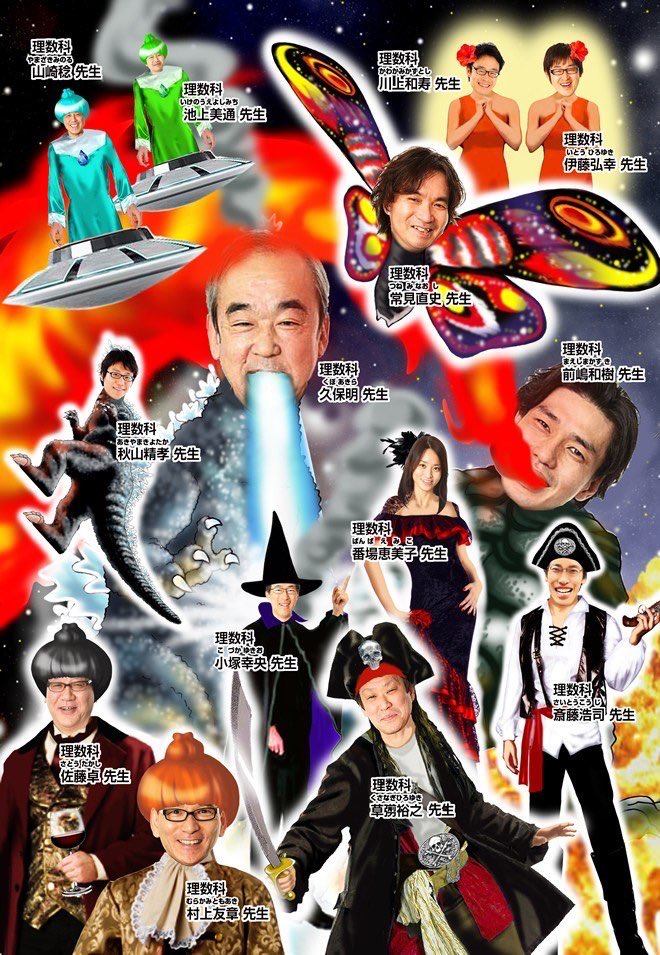 理数科
やまざきみのる
山崎稔 先生
理数科
いけのうえよしみち
池上美通 先生
理数科
かわかみかずとし
川上和寿 先生
理数科
いとう ひろゆき
伊藤弘幸 先生
理数科
つね み なお し
常見直史 先生
理数科
くぼ あきら
久保明 先生
理数科
まえじまかず き
前嶋和樹 先生
理数科
あきやまきよたか
秋山精孝 先生
理数科
ばん ば え み こ
番場恵美子 先生
理数科
こ づか ゆきお
小塚幸央 先生
理数科
さいとうこう じ
斎藤浩司 先生
理数科
さとう たかし
佐藤卓 先生
理数科
くさなぎひろゆき
草彅裕之 先生
理数科
むらかみともあき
村上友章 先生